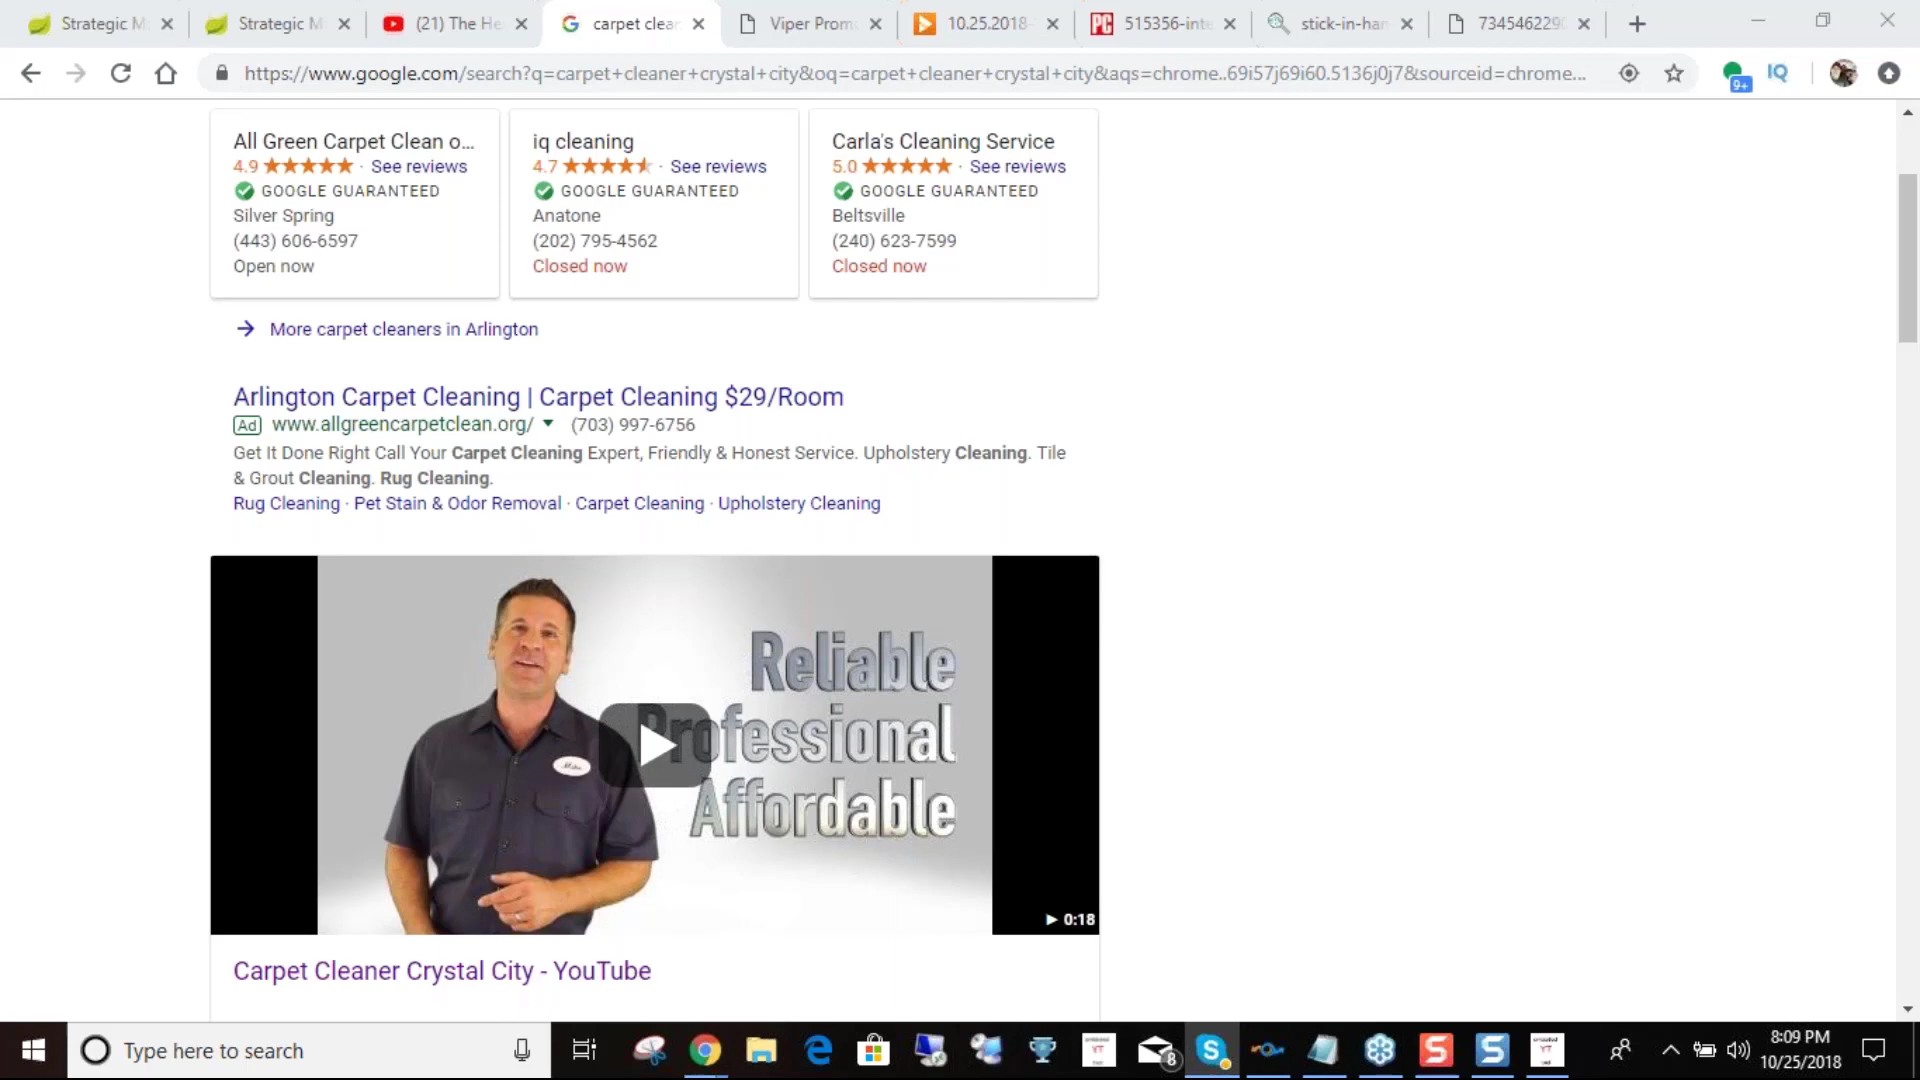 Strategic M
Strategic M
(21) The He
carpet clear
Viper Prom
10.25.2018-
515356-inte
stick-in-han
7345462290
https://www.google.com/search?q=carpet+cleaner+crystal+city&oq=carpet+cleaner+crystal+city&aqs=chrome..69i57j69i60.5136j0j7&sourceid=chrome...
9+
IQ
All Green Carpet Clean o...
4.9 · See reviews
GOOGLE GUARANTEED
Silver Spring
(443) 606-6597
Open now
iq cleaning
4.7 · See reviews
GOOGLE GUARANTEED
Anatone
(202) 795-4562
Closed now
Carla's Cleaning Service
5.0 · See reviews
GOOGLE GUARANTEED
Beltsville
(240) 623-7599
Closed now
More carpet cleaners in Arlington
Arlington Carpet Cleaning | Carpet Cleaning $29/Room
Ad www.allgreencarpetclean.org/ (703) 997-6756
Get It Done Right Call Your Carpet Cleaning Expert, Friendly & Honest Service. Upholstery Cleaning. Tile
& Grout Cleaning. Rug Cleaning.
Rug Cleaning · Pet Stain & Odor Removal · Carpet Cleaning · Upholstery Cleaning
Reliable
Professional
Affordable
0:18
Carpet Cleaner Crystal City - YouTube
Type here to search
8
8:09 PM
10/25/2018